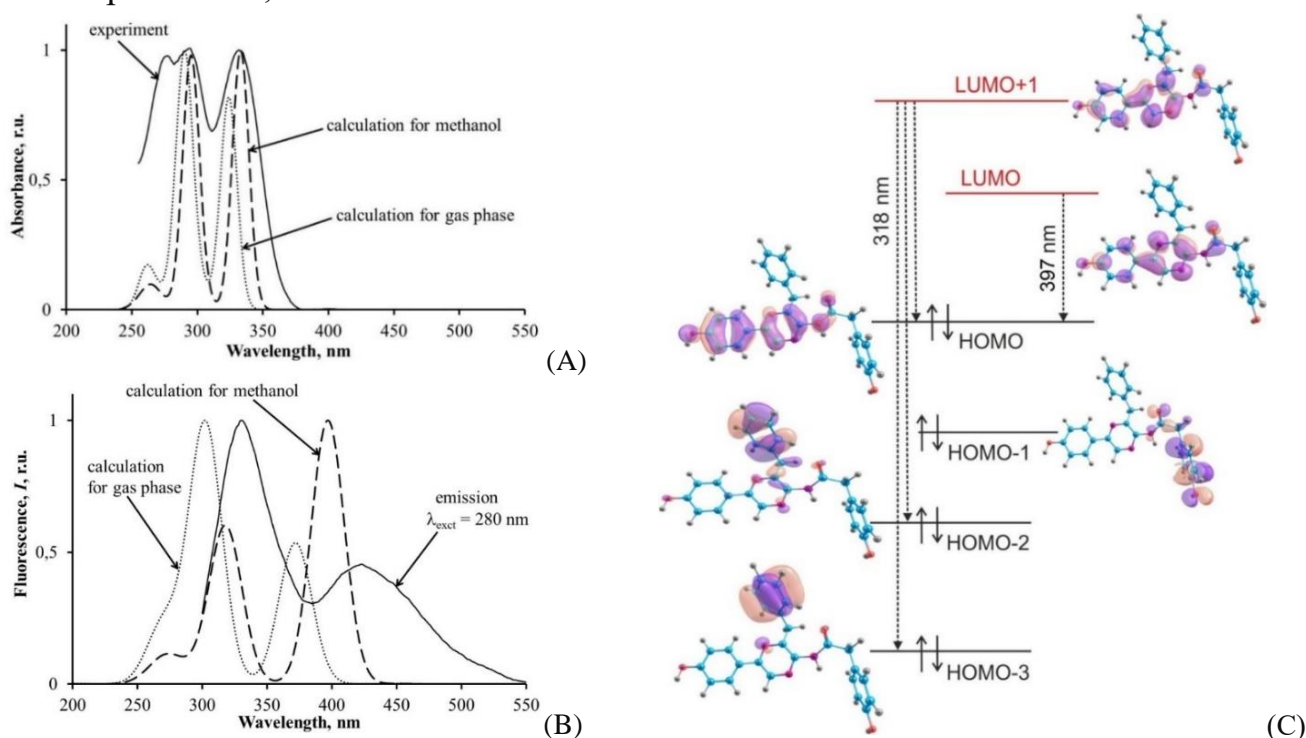 experiment
1
calculation for methanol
0,5
calculation for gas phase
0
200 250 300 350 400 450 500 550
Absorbance, r.u.
Wavelength, nm
(A)
calculation for methanol
1
calculation
for gas phase
emission
λexct = 280 nm
0,5
0
200 250 300 350 400 450 500 550
Fluorescence, I, r.u.
Wavelength, nm
(B)
LUMO+1
LUMO
318 nm
397 nm
HOMO
HOMO-1
HOMO-2
HOMO-3
(C)